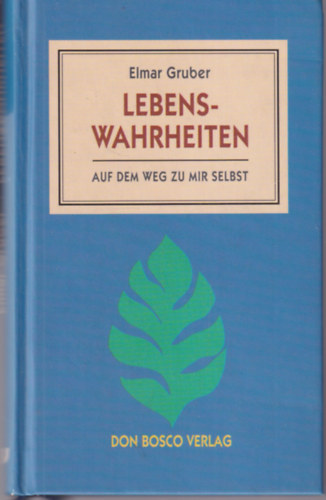 Elmar Gruber
LEBENS-
WAHRHEITEN
AUF DEM WEG ZU MIR SELBST
DON BOSCO VERLAG